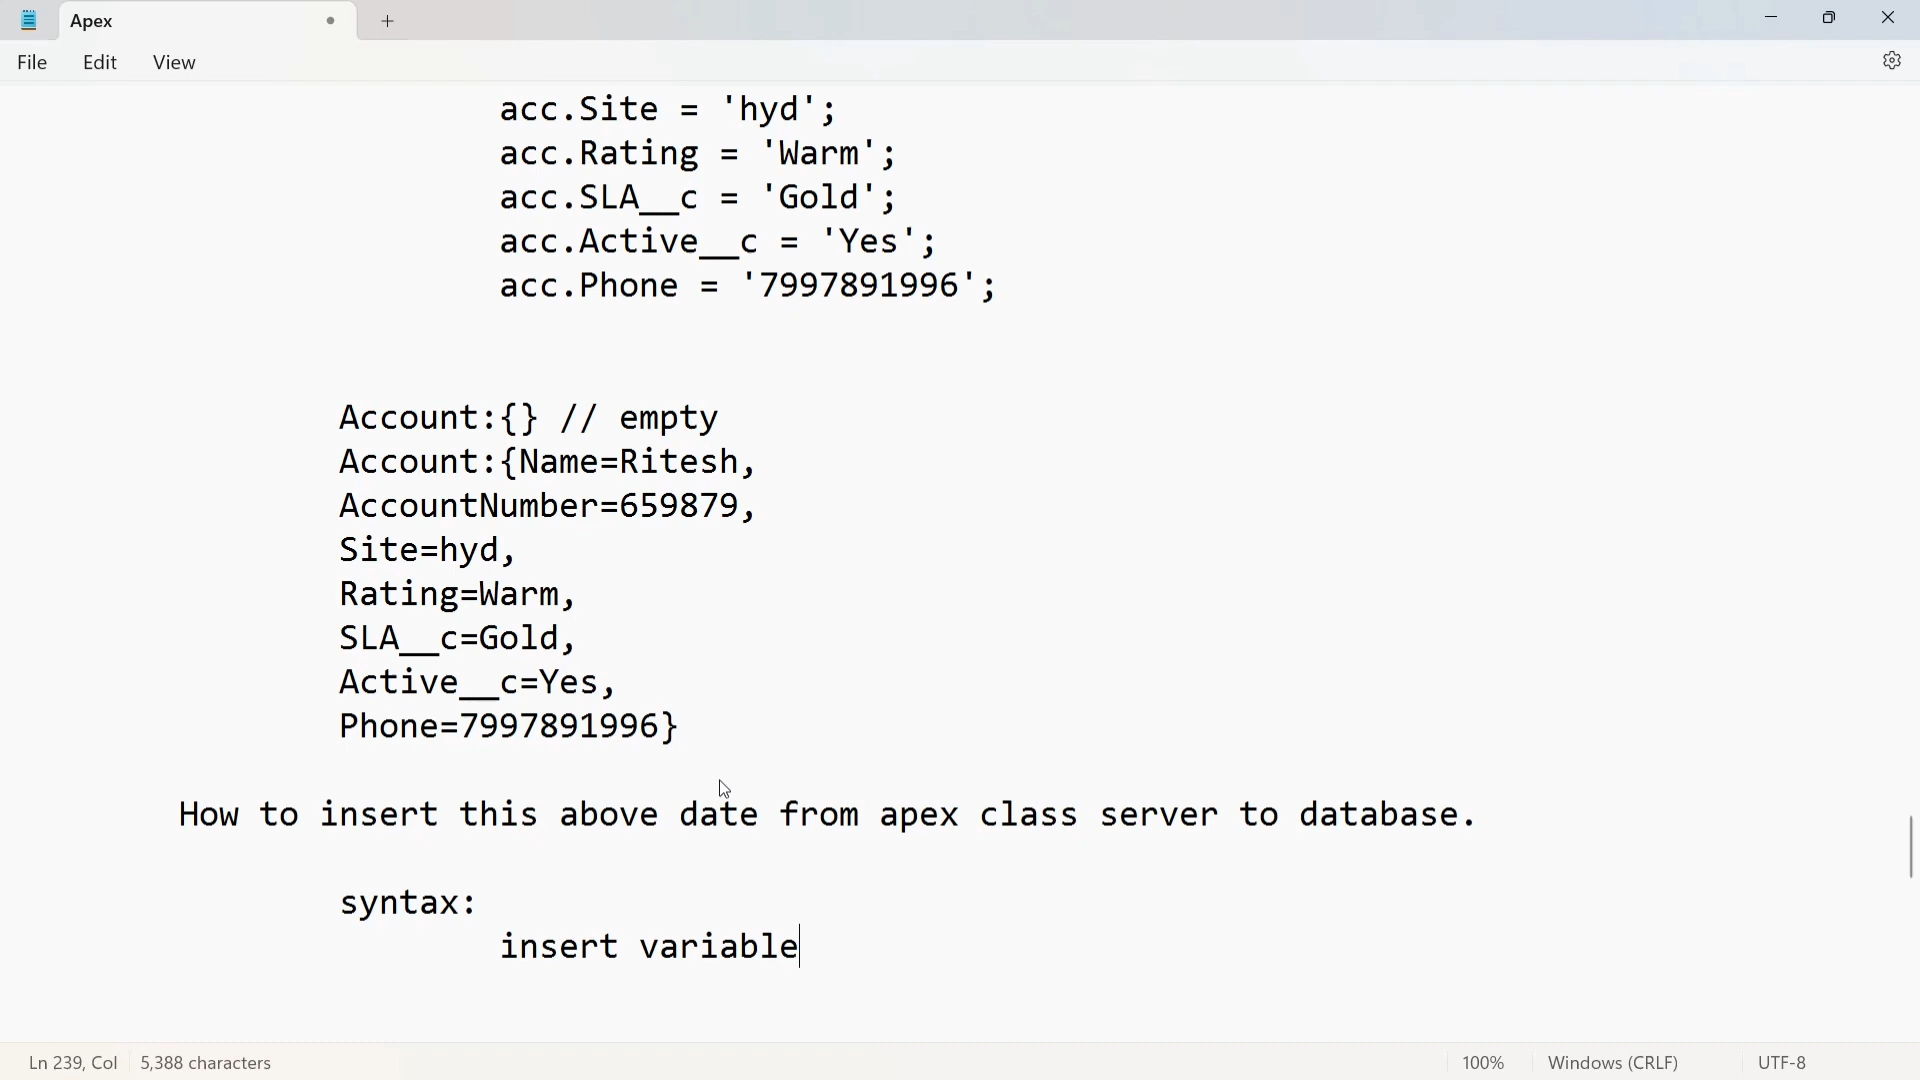 Apex
File Edit View
acc.Site = 'hyd';
acc.Rating = 'Warm';
acc.SLA__c = 'Gold';
acc.Active__c = 'Yes';
acc.Phone = '7997891996';
Account:{} // empty
Account:{Name=Ritesh,
AccountNumber=659879,
Site=hyd,
Rating=Warm,
SLA__c=Gold,
Active__c=Yes,
Phone=7997891996}
How to insert this above date from apex class server to database.
syntax:
insert variable
Ln 239, Col 5,388 characters 100% Windows (CRLF) UTF-8